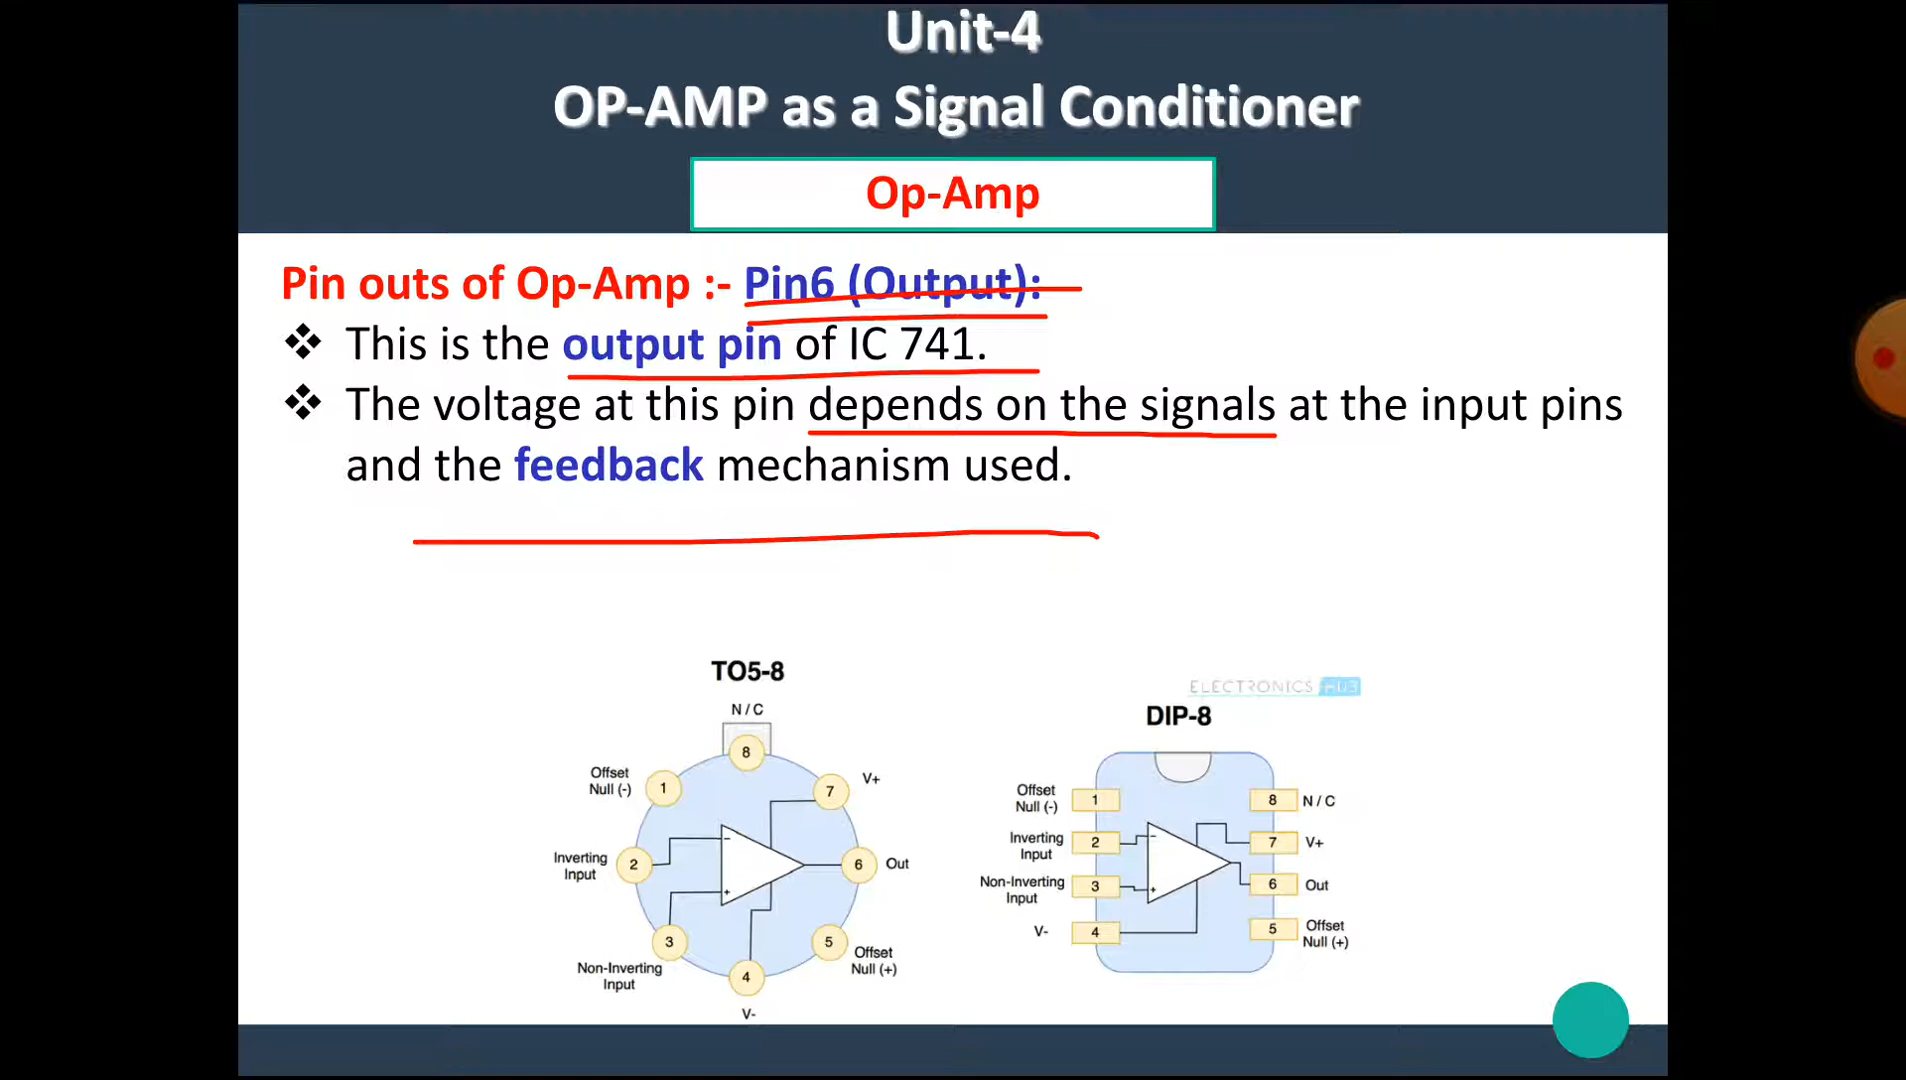 Unit-4
OP-AMP as a Signal Conditioner
Op-Amp
Pin outs of Op-Amp :- Pin6 (Output):
❖ This is the output pin of IC 741.
❖ The voltage at this pin depends on the signals at the input pins
and the feedback mechanism used.
TO5-8
N / C
8
Offset
Null (-)
1
7
V+
Inverting
Input
2
-
+
6
Out
3
Non-Inverting
Input
4
V-
5
Offset
Null (+)
ELECTRONICS HUB
DIP-8
Offset
Null (-)
1
8
N / C
Inverting
Input
2
-
7
V+
Non-Inverting
Input
3
+
6
Out
V-
4
5
Offset
Null (+)